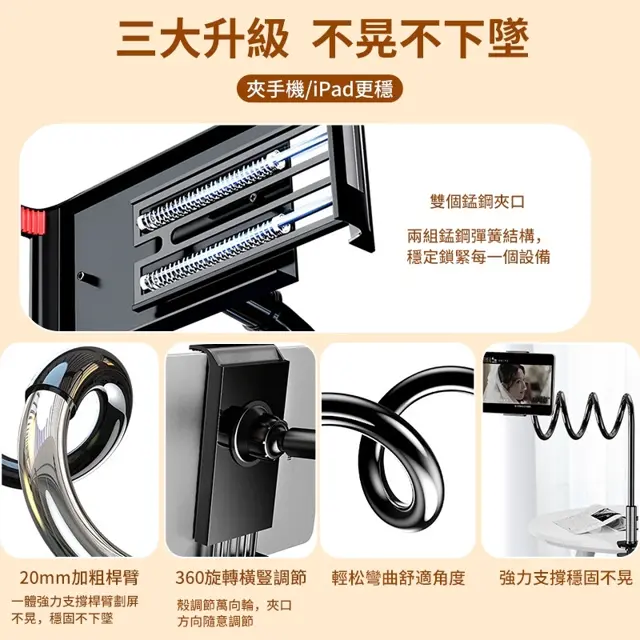 三大升級 不晃不下墜
夾手機/iPad更穩
雙個錳鋼夾口
兩組錳鋼彈簧結構，
穩定鎖緊每一個設備
20mm加粗桿臂
一體強力支撐桿臂劃屏
不晃，穩固不下墜
360旋轉橫豎調節
殼調節萬向輪，夾口
方向隨意調節
輕松彎曲舒適角度
強力支撐穩固不晃